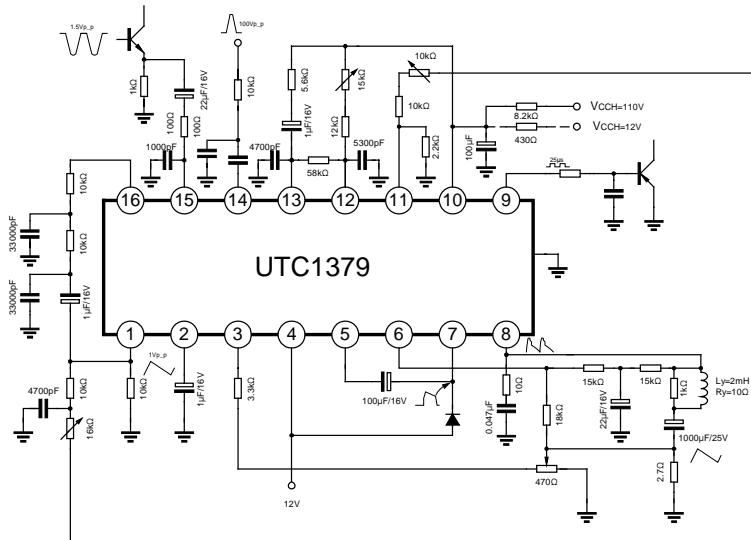 1.5Vp_p
100Vp_p
1kΩ
22μF/16V
100Ω
100Ω
10kΩ
5.6kΩ
1μF/16V
15kΩ
12kΩ
10kΩ
10kΩ
2.2kΩ
8.2kΩ
VCCH=110V
430Ω
VCCH=12V
100μF
1000pF
4700pF
58kΩ
5300pF
25μs
10kΩ
33000pF
10kΩ
33000pF
1μF/16V
16
15
14
13
12
11
10
9
UTC1379
1
2
3
4
5
6
7
8
1Vp_p
4700pF
10kΩ
10kΩ
16kΩ
1μF/16V
3.3kΩ
100μF/16V
10Ω
0.047μF
15kΩ
15kΩ
18kΩ
22μF/16V
1kΩ
Ly=2mH
Ry=10Ω
1000μF/25V
2.7Ω
470Ω
12V